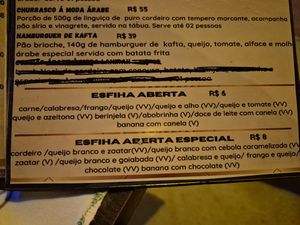 CHURRASCO À MODA ÁRABE R$ 55
Porção de 500g de linguiça de puro cordeiro com tempero marcante, acompanha
pão sírio e vinagrete, servido na tábua. Serve até 02 pessoas
HAMBURGUER DE KAFTA R$ 39
Pão brioche, 140g de hamburguer de kafta, queijo, tomate, alface e molho
árabe especial servido com batata frita
ESFIHA ABERTA R$ 6
carne/calabresa/frango/queijo (VV)/queijo e alho (VV)/queijo e tomate (VV)
queijo e azeitona (VV) berinjela (V)/abobrinha (V)/doce de leite com canela (VV)
banana com canela (V)
ESFIHA ABERTA ESPECIAL R$ 8
cordeiro /queijo branco e zaatar (VV)/queijo branco com cebola caramelizada (VV)
zaatar (V) /queijo branco e goiabada (VV)/ calabresa e queijo/ frango e queijo/
chocolate (VV) banana com chocolate (VV)